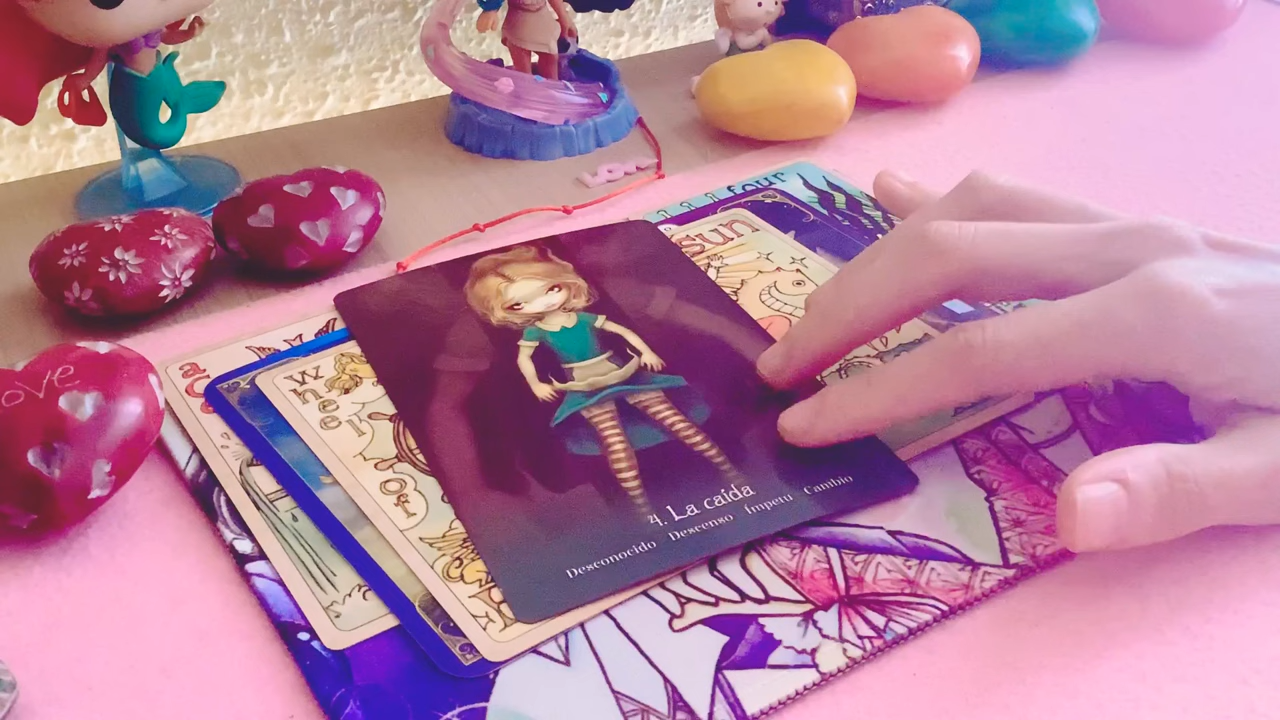 Love
Love
four
sun
wheel
of
4. La caída
Desconocido Descenso Ímpetu Cambio